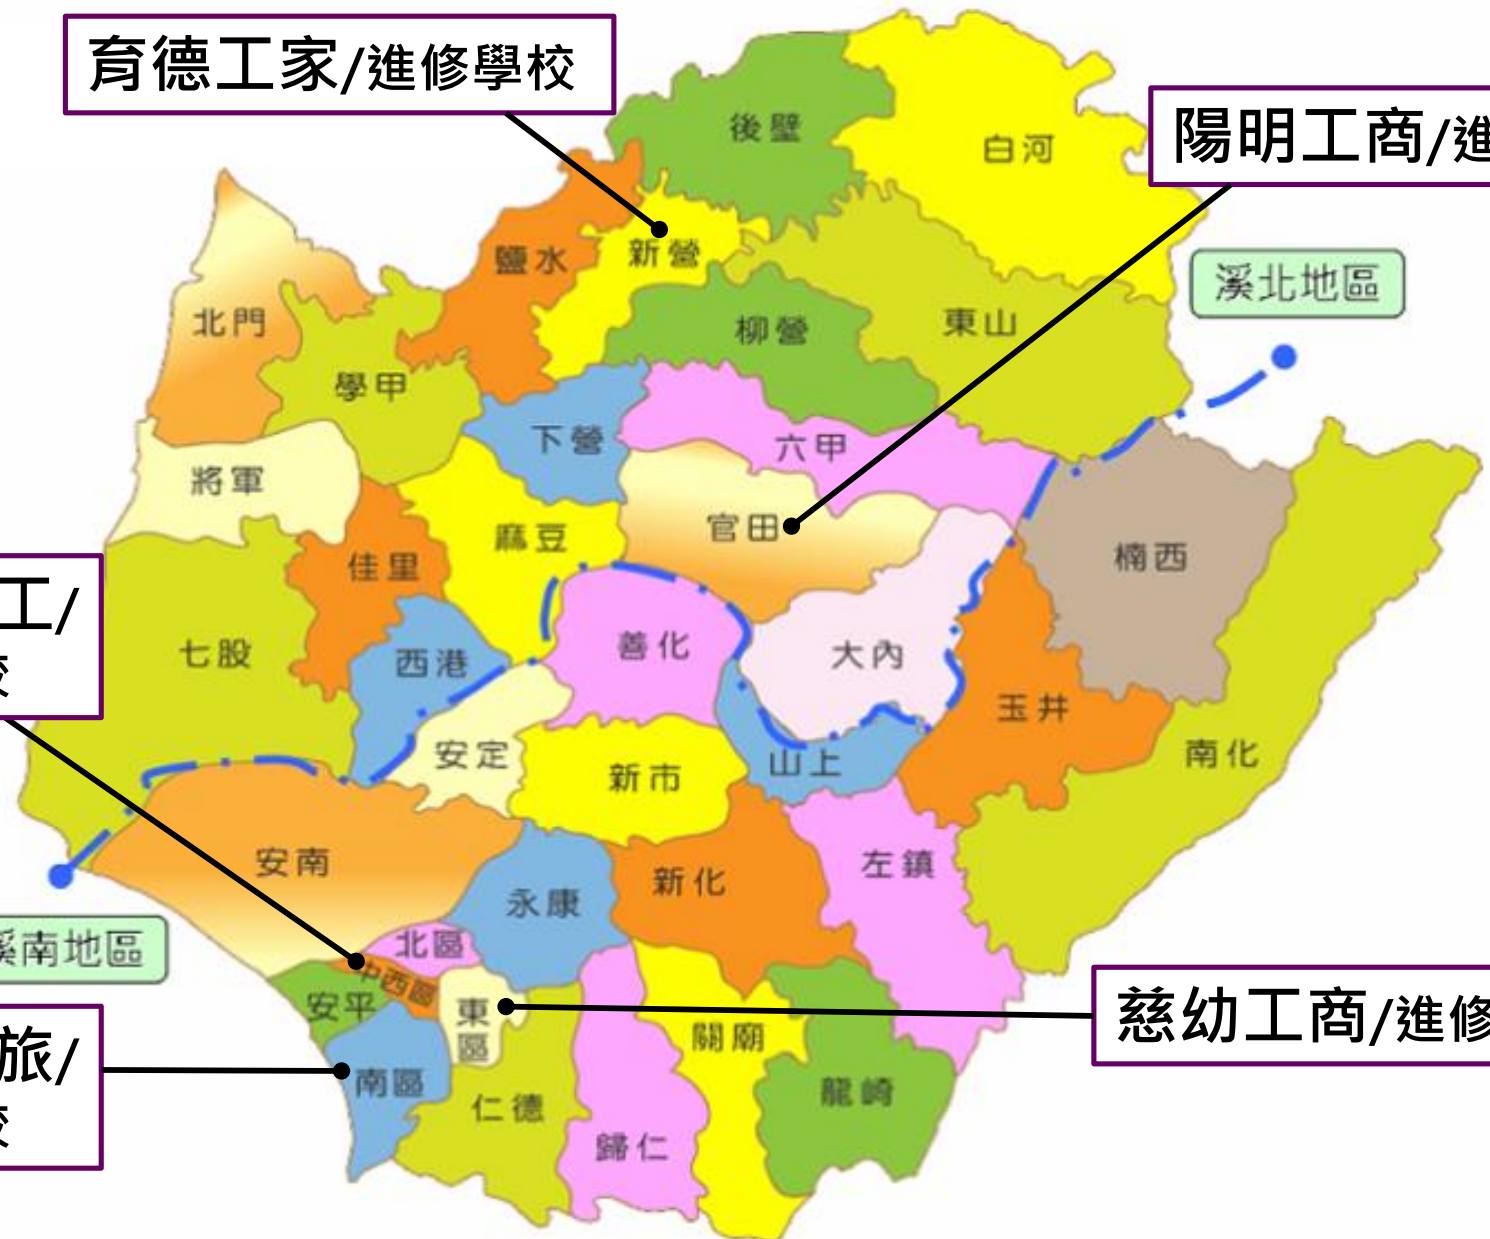 育德工家/進修學校
陽明工商/進
後壁
白河
新營
鹽水
溪北地區
北門
柳營
東山
學甲
下營
六甲
將軍
官田
麻豆
佳里
楠西
工/
校
善化
大內
七股
西港
玉井
安定
南化
新市
山上
安南
左鎮
新化
永康
北區
溪南地區
中西區
安平
東區
慈幼工商/進修
關廟
旅/
校
南區
龍崎
仁德
歸仁